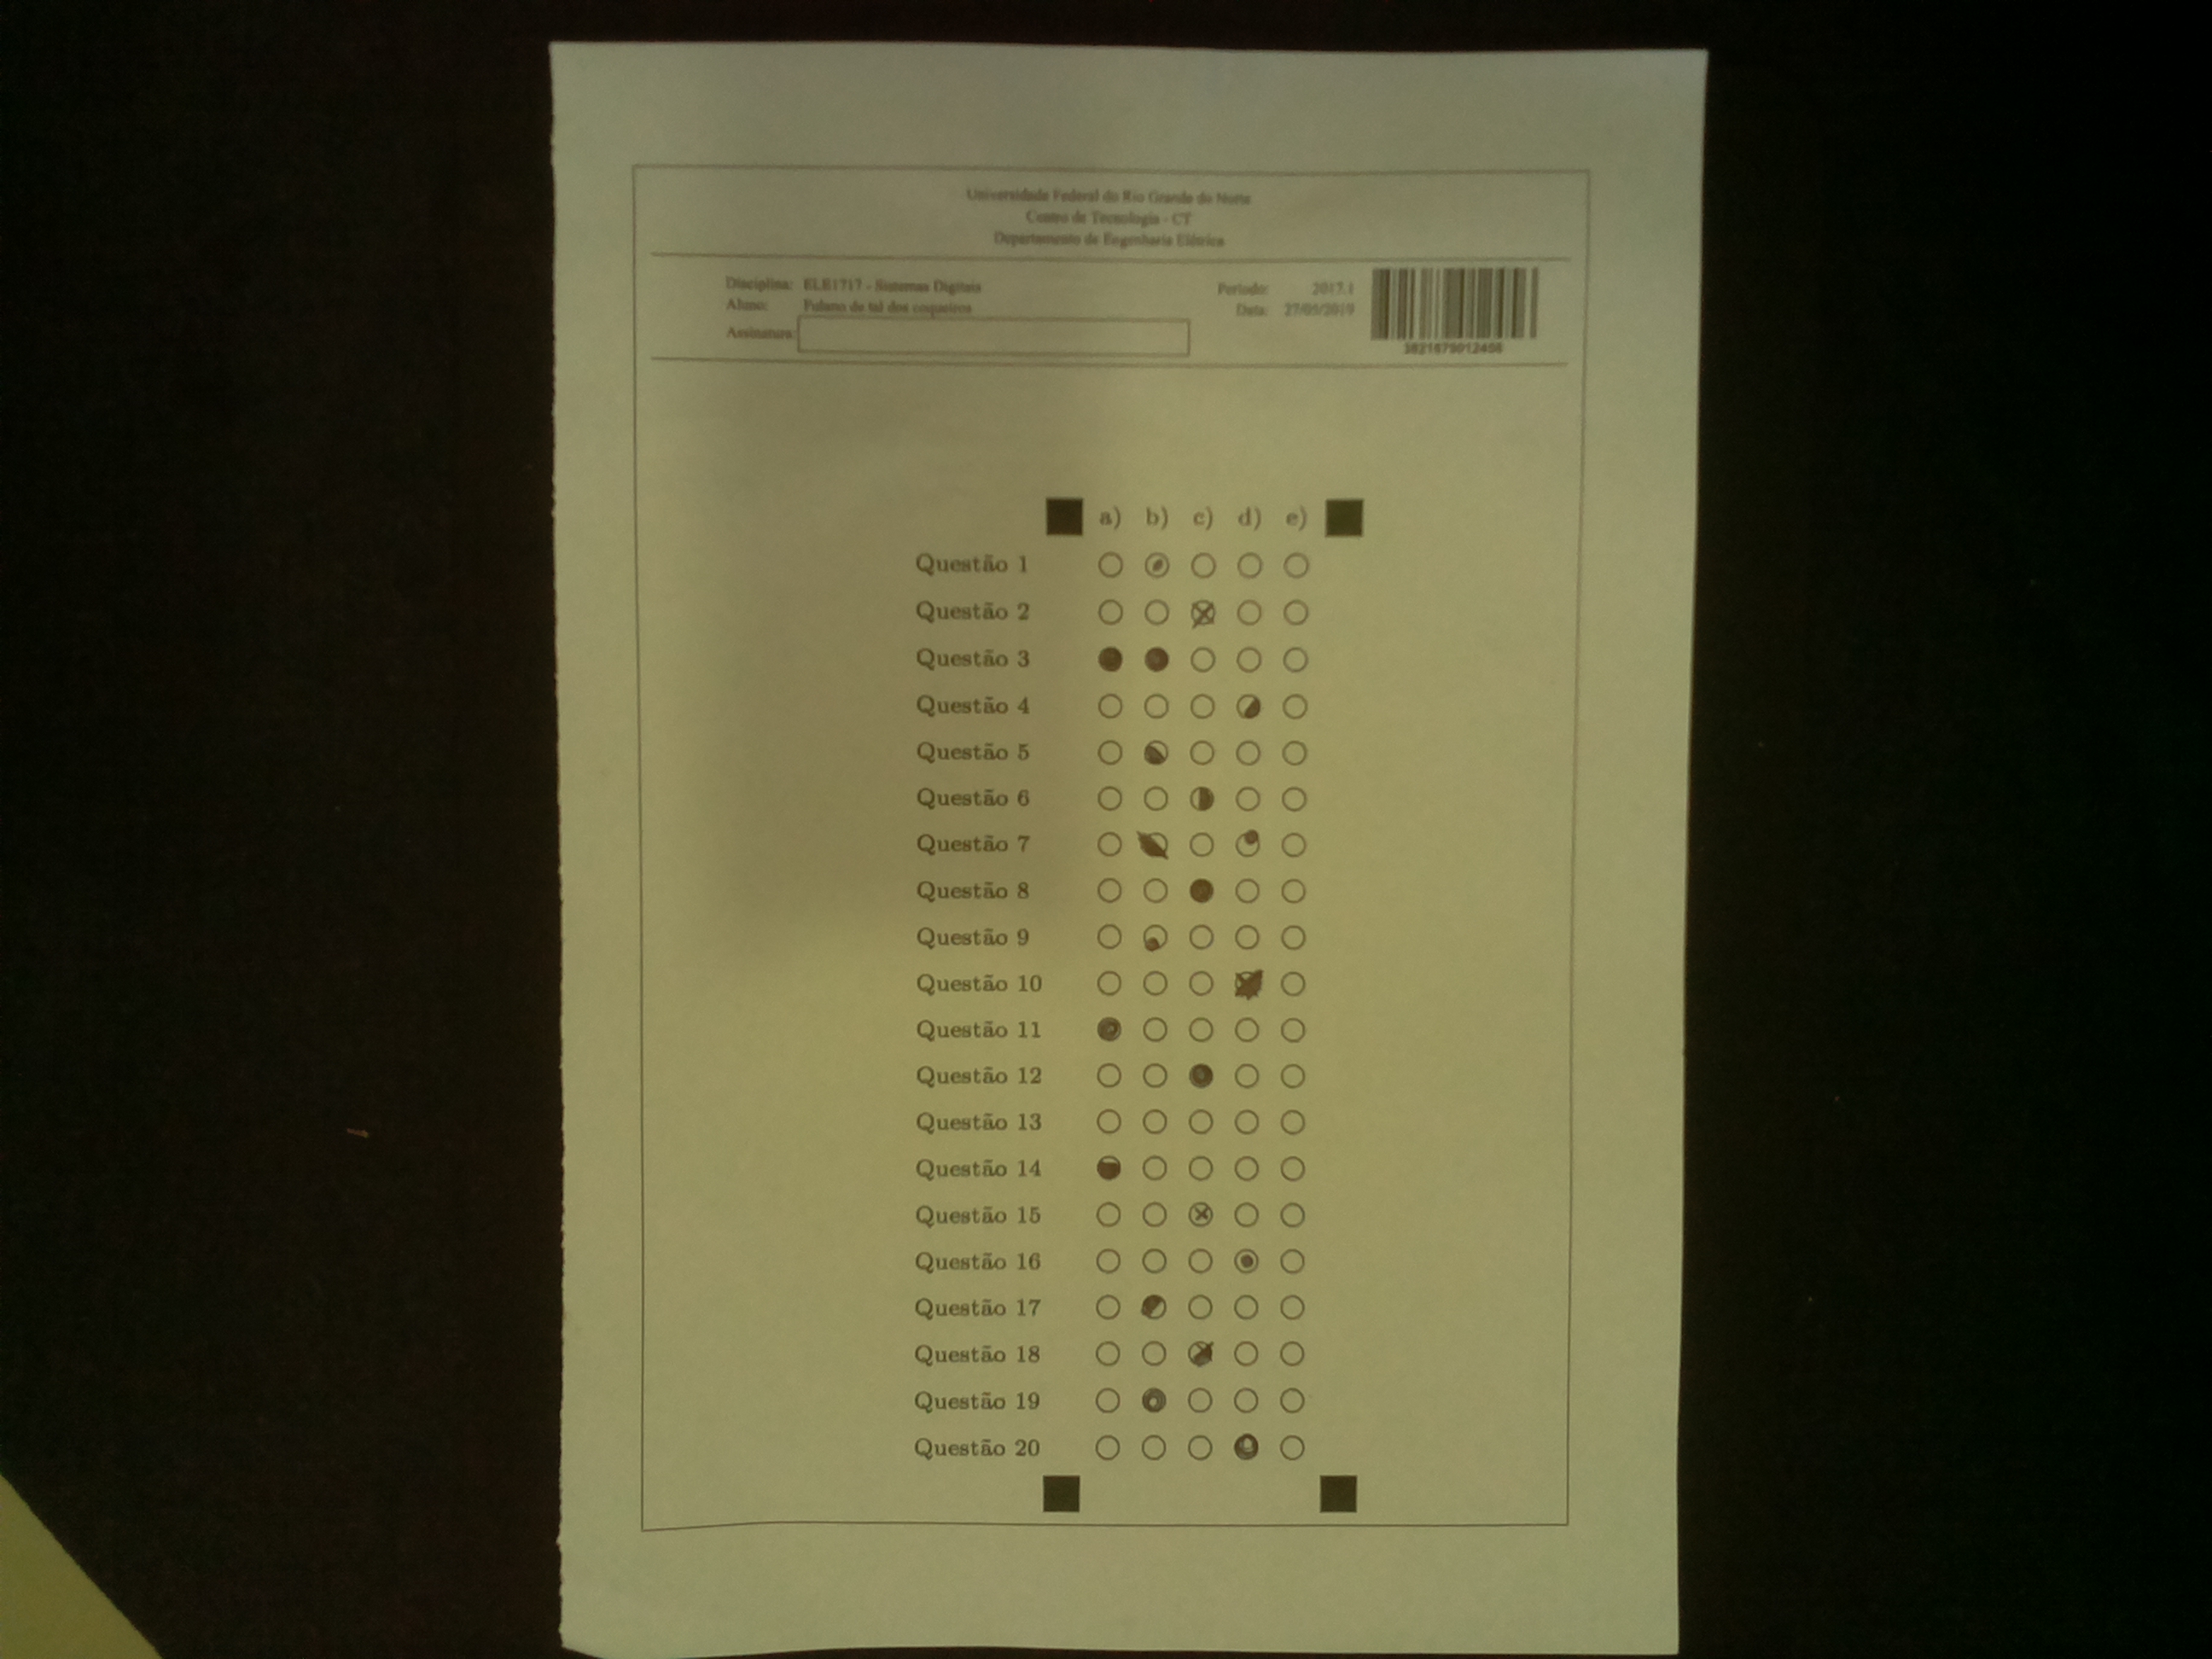 Universidade Federal do Rio Grande do Norte
Centro de Tecnologia - CT
Departamento de Engenharia Elétrica
Disciplina: ELE1717 - Sistemas Digitais
Período: 2017.1
Aluno: Fulano de tal dos coqueiros
Data: 27/05/2019
Assinatura:
a) b) c) d) e)
Questão 1
Questão 2
Questão 3
Questão 4
Questão 5
Questão 6
Questão 7
Questão 8
Questão 9
Questão 10
Questão 11
Questão 12
Questão 13
Questão 14
Questão 15
Questão 16
Questão 17
Questão 18
Questão 19
Questão 20